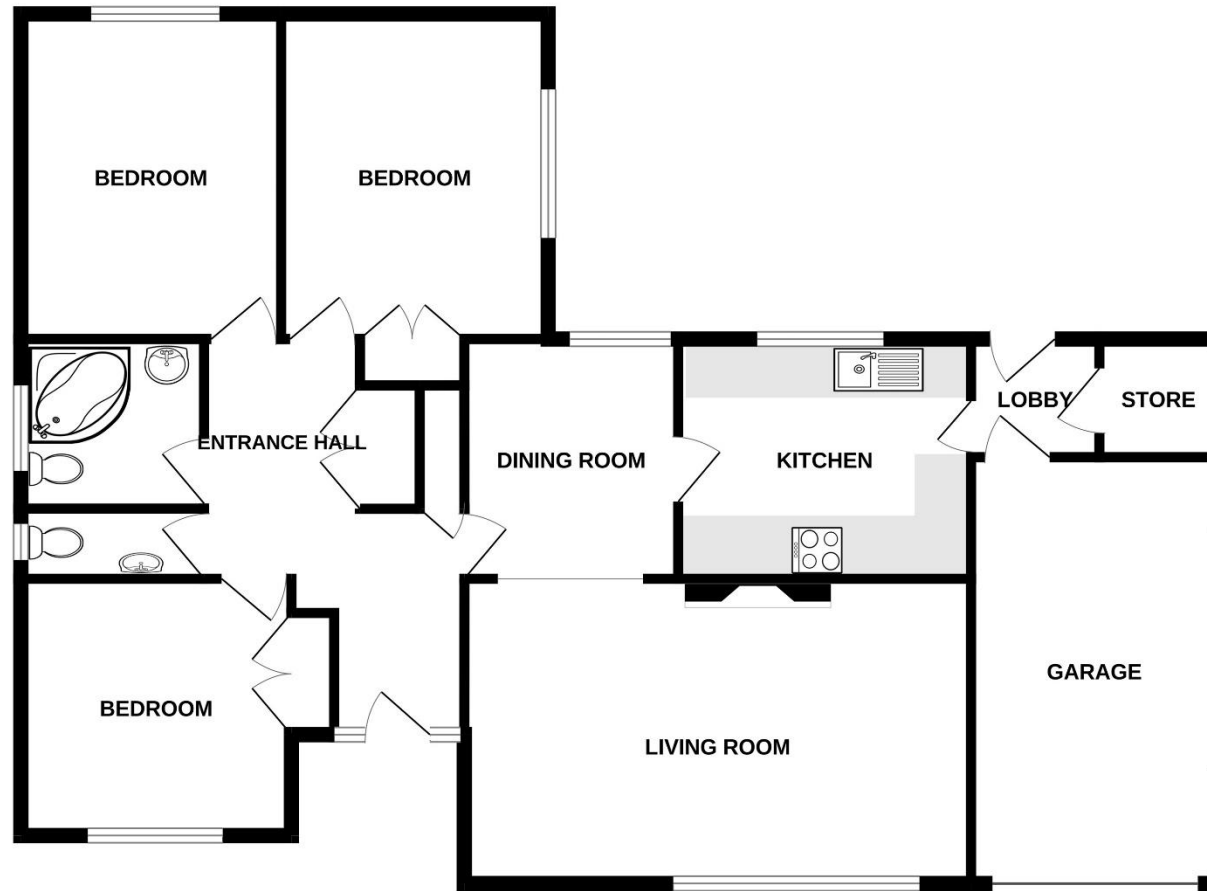 BEDROOM
BEDROOM
LOBBY
STORE
ENTRANCE HALL
DINING ROOM
KITCHEN
GARAGE
BEDROOM
LIVING ROOM